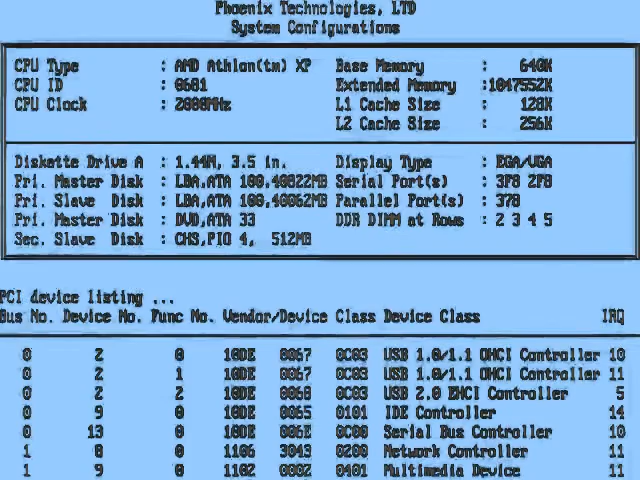 Phoenix Technologies, LTD
System Configurations
CPU Type : AMD Athlon(tm) XP Base Memory : 640K
CPU ID : 0681 Extended Memory :1047552K
CPU Clock : 2000MHz L1 Cache Size : 128K
L2 Cache Size : 256K
Diskette Drive A : 1.44M, 3.5 in. Display Type : EGA/VGA
Pri. Master Disk : LBA,ATA 100,40822MB Serial Port(s) : 3F8 2F8
Pri. Slave Disk : LBA,ATA 100,40062MB Parallel Port(s) : 378
Pri. Master Disk : DVD,ATA 33 DDR DIMM at Rows : 2 3 4 5
Sec. Slave Disk : CHS,PIO 4, 512MB
PCI device listing ...
Bus No. Device No. Func No. Vendor/Device Class Device Class IRQ
0 2 0 10DE 0067 0C03 USB 1.0/1.1 OHCI Controller 10
0 2 1 10DE 0067 0C03 USB 1.0/1.1 OHCI Controller 11
0 2 2 10DE 0068 0C03 USB 2.0 EHCI Controller 5
0 9 0 10DE 0065 0101 IDE Controller 14
0 13 0 10DE 006E 0C00 Serial Bus Controller 10
1 8 0 1106 3043 0200 Network Controller 11
1 9 0 1102 0002 0401 Multimedia Device 11